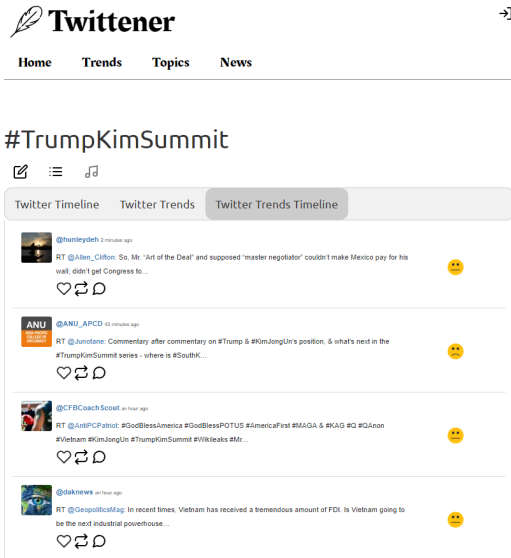 Twittener
Home Trends Topics News
#TrumpKimSummit
Twitter Timeline Twitter Trends Twitter Trends Timeline
@hunleydeh 2 minutes ago
RT @Allen_Clifton: So, Mr. "Art of the Deal" and supposed "master negotiator" couldn't make Mexico pay for his
wall, didn't get Congress to...
ANU
ASIA PACIFIC
COLLEGE OF
DIPLOMACY
@ANU_APCD 43 minutes ago
RT @Junotane: Commentary after commentary on #Trump & #KimJongUn's position, & what's next in the
#TrumpKimSummit series - where is #SouthK...
@CFBCoachScout an hour ago
RT @AntiPCPatriot: #GodBlessAmerica #GodBlessPOTUS #AmericaFirst #MAGA & #KAG #Q #QAnon
#Vietnam #KimJongUn #TrumpKimSummit #Wikileaks #Mr...
@daknews an hour ago
RT @GeopoliticsMag: In recent times, Vietnam has received a tremendous amount of FDI. Is Vietnam going to
be the next industrial powerhouse...